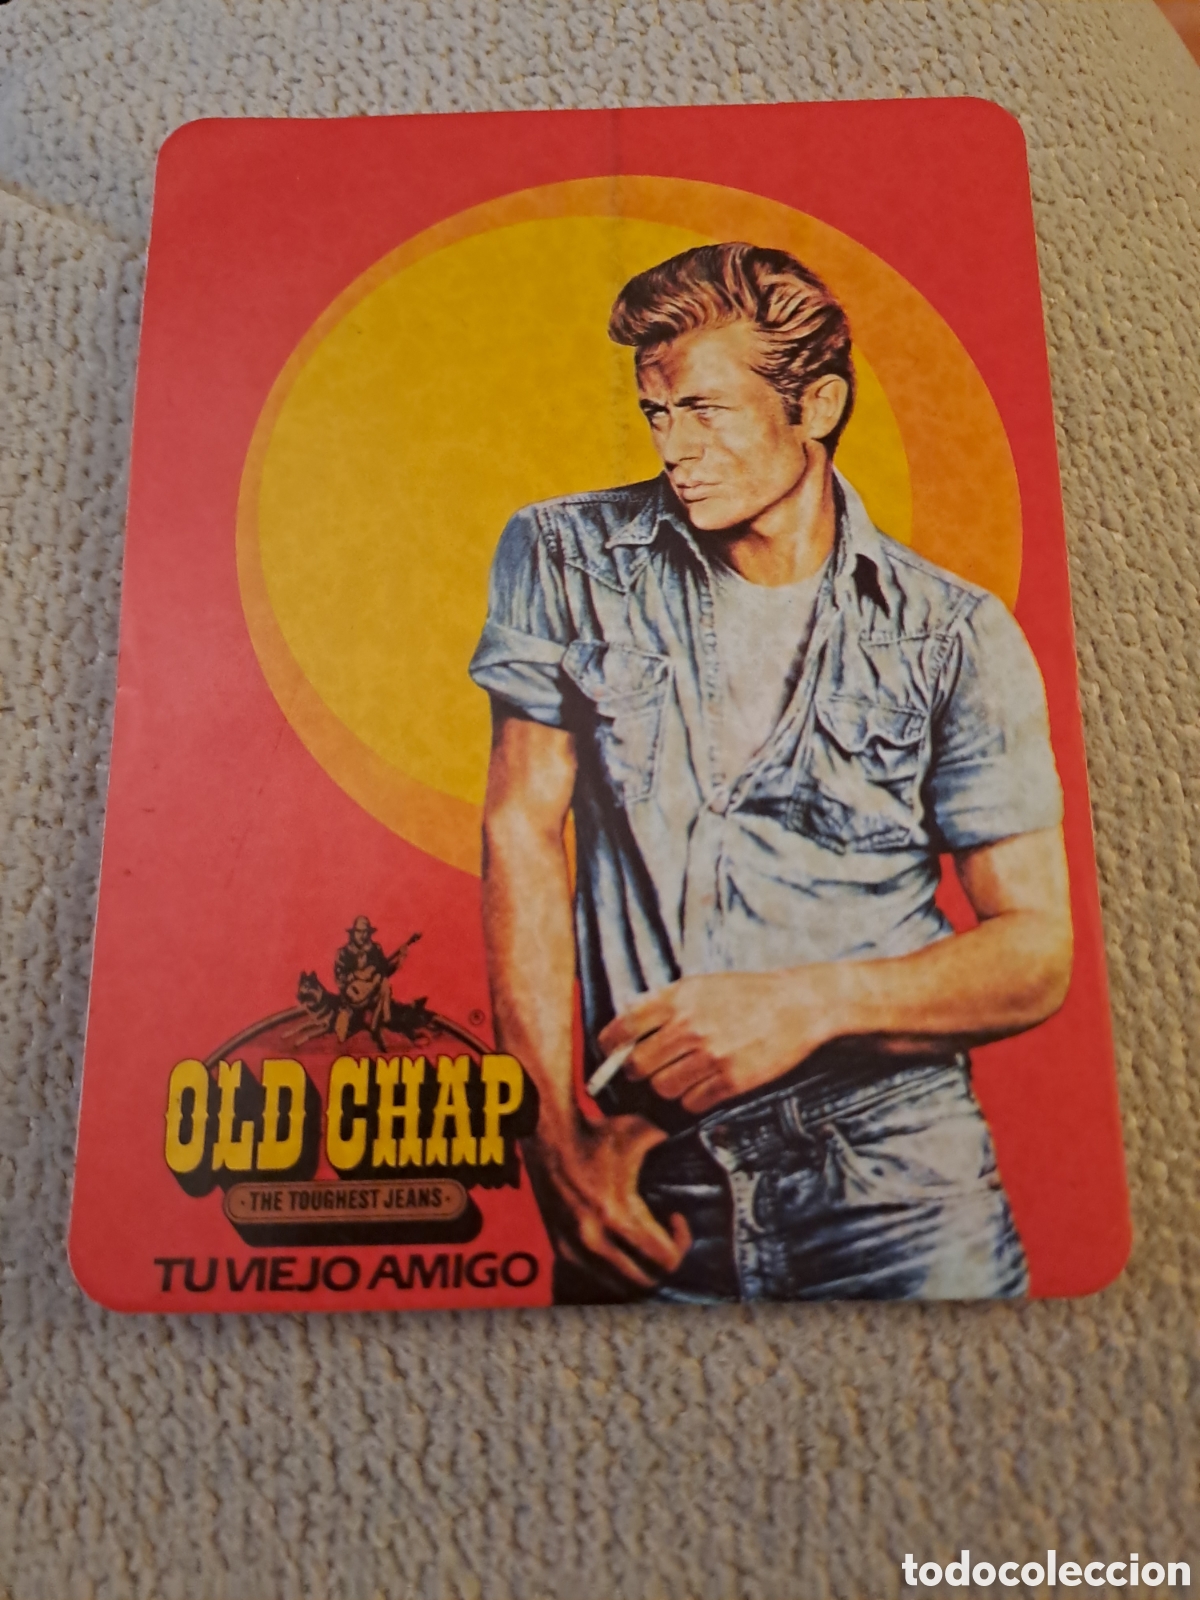 ®
OLD CHAP
· THE TOUGHEST JEANS ·
TU VIEJO AMIGO
todocoleccion